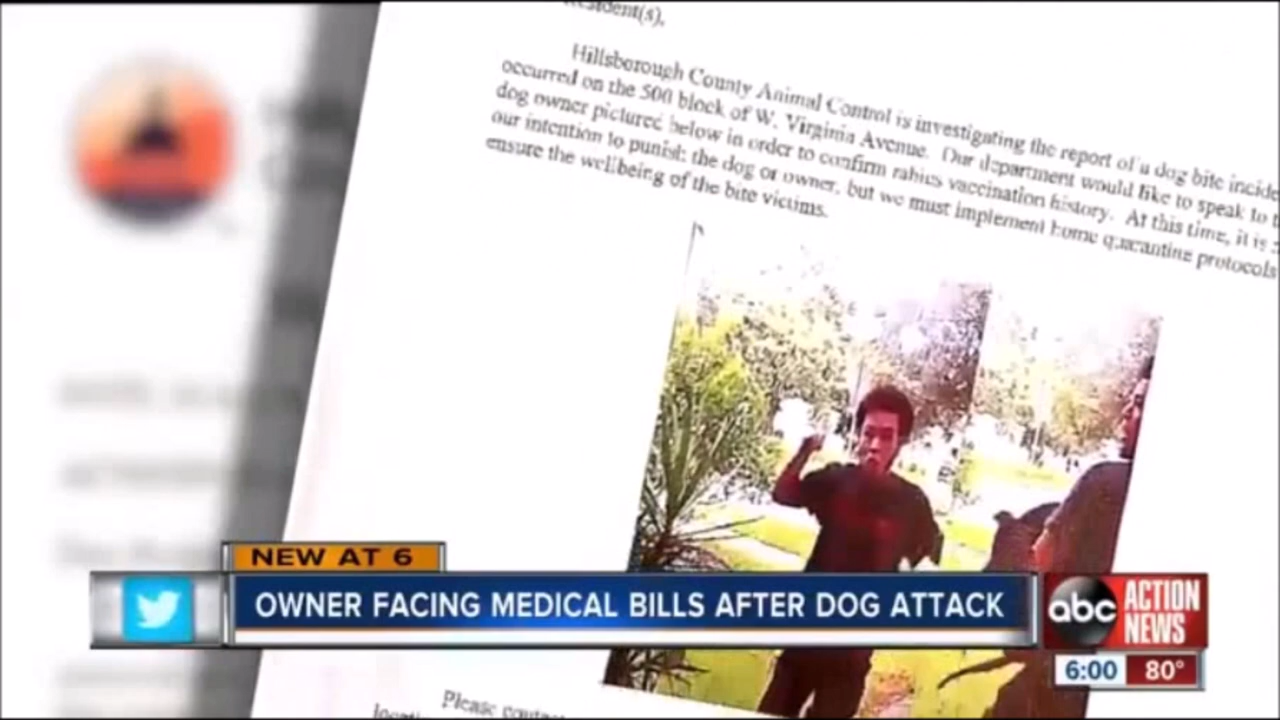 Hillsborough County Animal Control is investigating the report of a dog bite
occurred on the 500 block of W. Virginia Avenue. Our department would like to speak to
dog owner pictured below in order to confirm rabies vaccination history. At this time, it is
our intention to punish the dog or owner, but we must implement home quarantine protocols
ensure the wellbeing of the bite victims.
NEW AT 6
OWNER FACING MEDICAL BILLS AFTER DOG ATTACK
abc ACTION NEWS
6:00 80°
Please